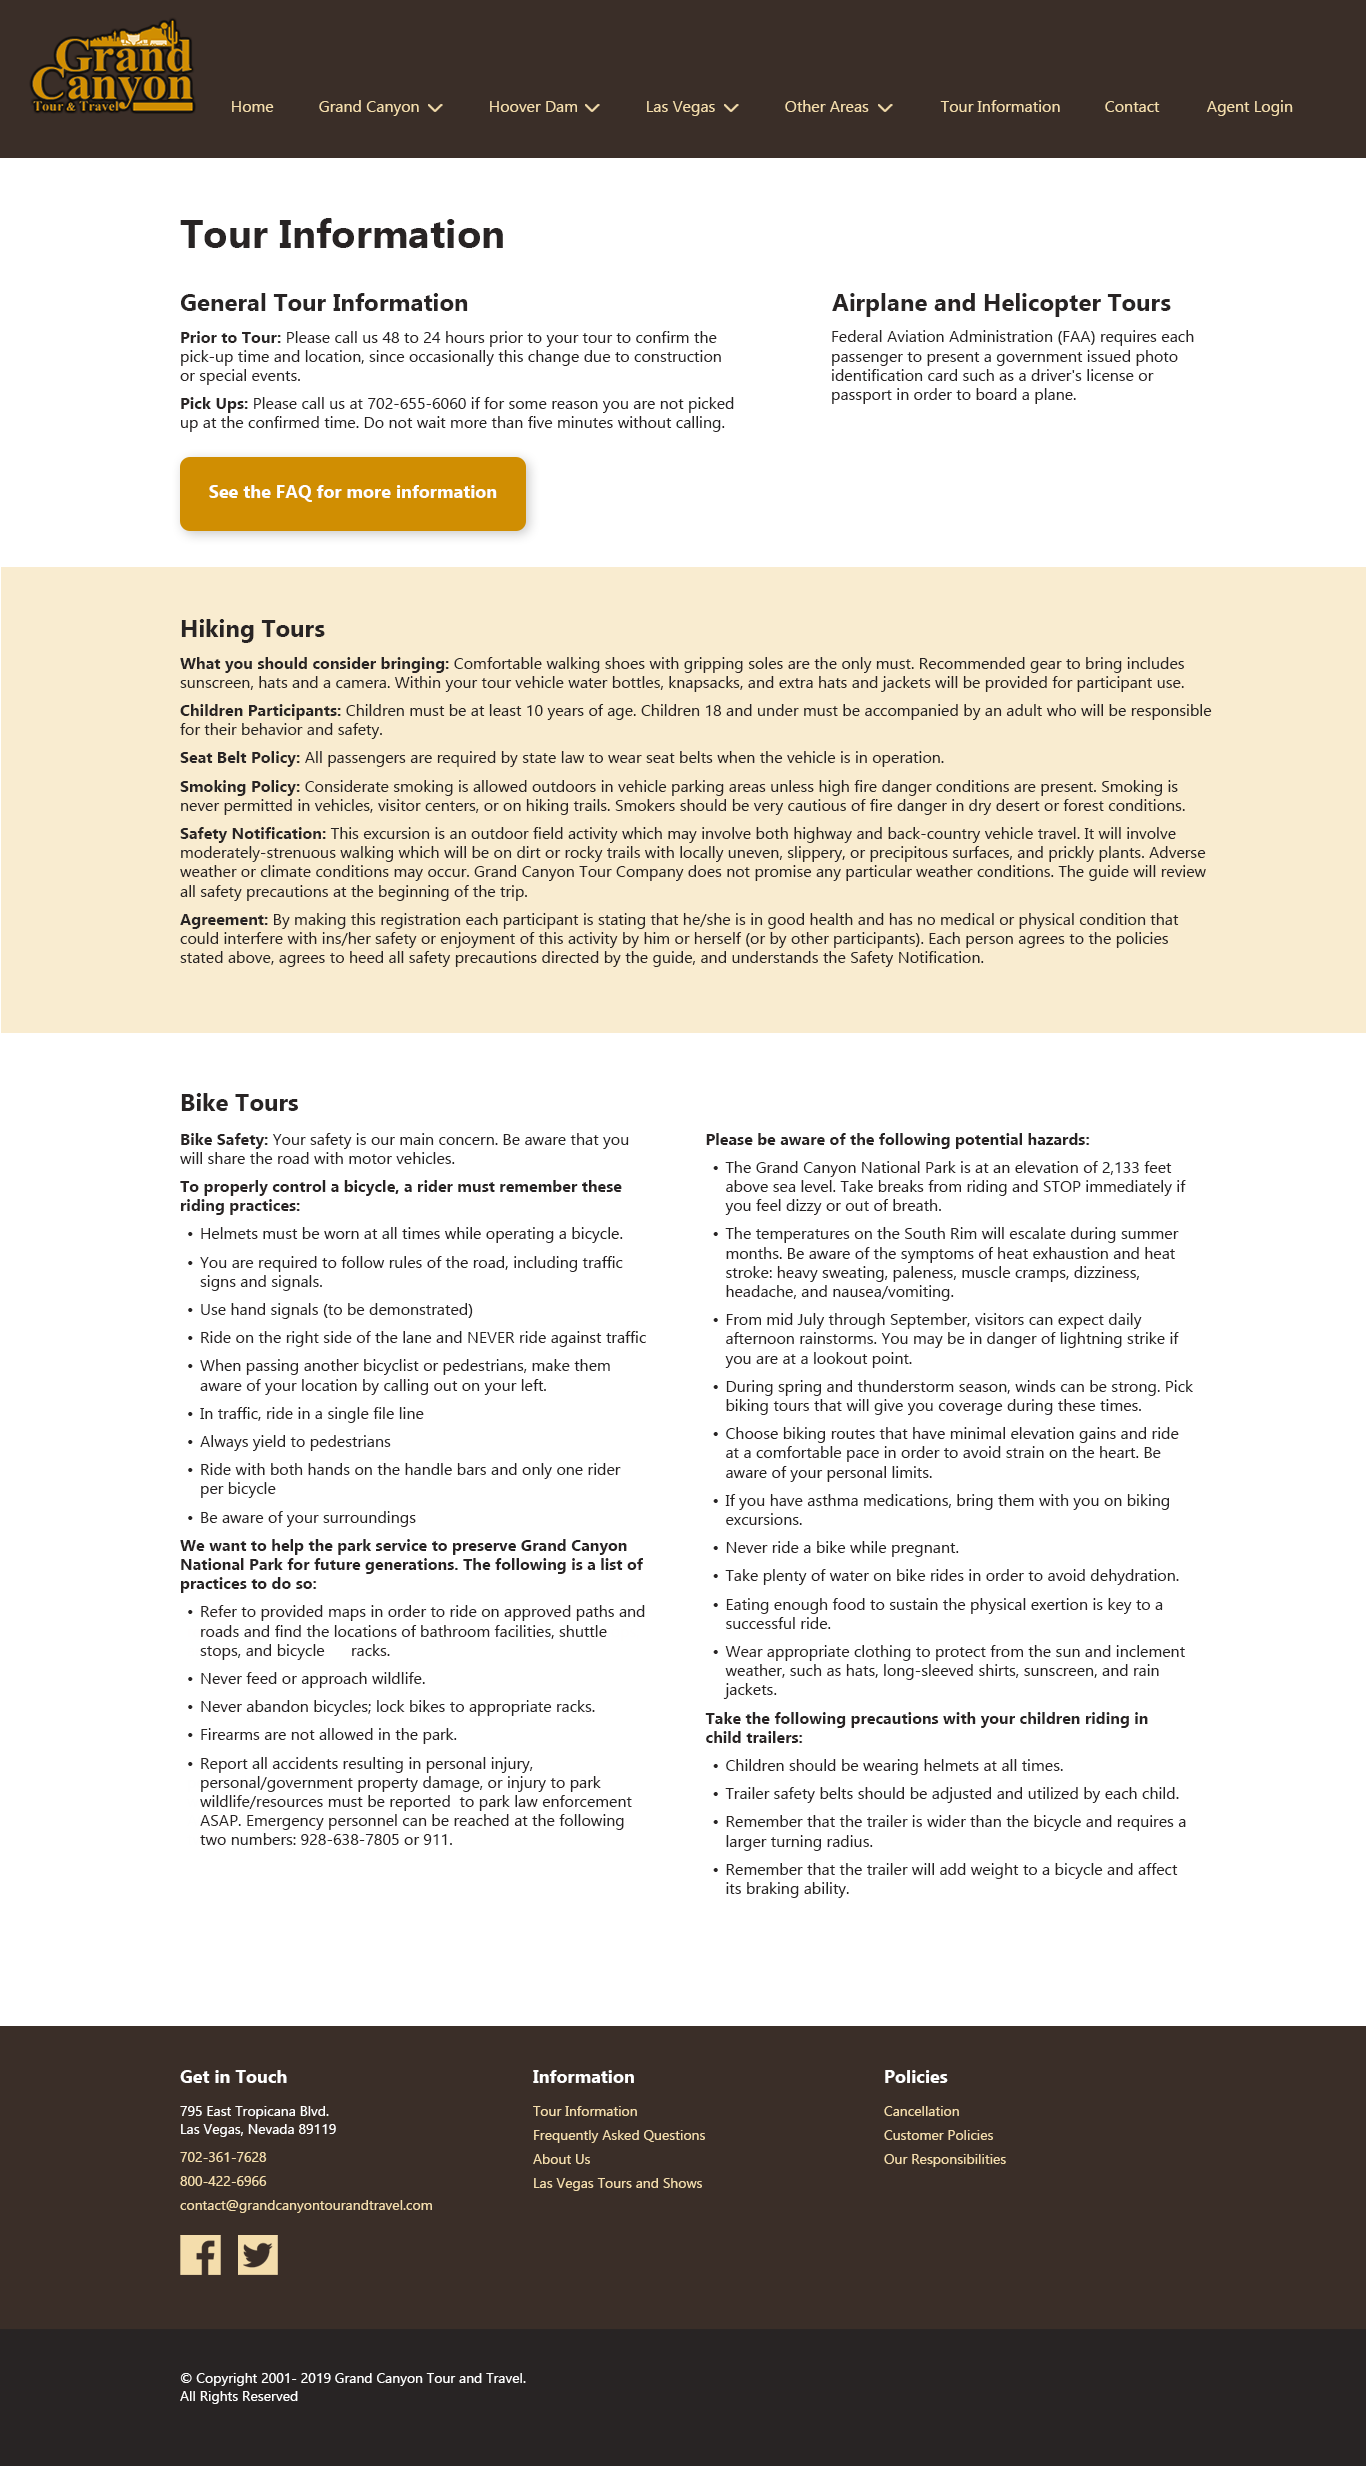 Grand
Canyon
Tour & Travel
Home
Grand Canyon
Hoover Dam
Las Vegas
Other Areas
Tour Information
Contact
Agent Login
Tour Information
General Tour Information
Prior to Tour: Please call us 48 to 24 hours prior to your tour to confirm the
pick-up time and location, since occasionally this change due to construction
or special events.
Pick Ups: Please call us at 702-655-6060 if for some reason you are not picked
up at the confirmed time. Do not wait more than five minutes without calling.
See the FAQ for more information
Airplane and Helicopter Tours
Federal Aviation Administration (FAA) requires each
passenger to present a government issued photo
identification card such as a driver's license or
passport in order to board a plane.
Hiking Tours
What you should consider bringing: Comfortable walking shoes with gripping soles are the only must. Recommended gear to bring includes
sunscreen, hats and a camera. Within your tour vehicle water bottles, knapsacks, and extra hats and jackets will be provided for participant use.
Children Participants: Children must be at least 10 years of age. Children 18 and under must be accompanied by an adult who will be responsible
for their behavior and safety.
Seat Belt Policy: All passengers are required by state law to wear seat belts when the vehicle is in operation.
Smoking Policy: Considerate smoking is allowed outdoors in vehicle parking areas unless high fire danger conditions are present. Smoking is
never permitted in vehicles, visitor centers, or on hiking trails. Smokers should be very cautious of fire danger in dry desert or forest conditions.
Safety Notification: This excursion is an outdoor field activity which may involve both highway and back-country vehicle travel. It will involve
moderately-strenuous walking which will be on dirt or rocky trails with locally uneven, slippery, or precipitous surfaces, and prickly plants. Adverse
weather or climate conditions may occur. Grand Canyon Tour Company does not promise any particular weather conditions. The guide will review
all safety precautions at the beginning of the trip.
Agreement: By making this registration each participant is stating that he/she is in good health and has no medical or physical condition that
could interfere with ins/her safety or enjoyment of this activity by him or herself (or by other participants). Each person agrees to the policies
stated above, agrees to heed all safety precautions directed by the guide, and understands the Safety Notification.
Bike Tours
Bike Safety: Your safety is our main concern. Be aware that you
will share the road with motor vehicles.
To properly control a bicycle, a rider must remember these
riding practices:
• Helmets must be worn at all times while operating a bicycle.
• You are required to follow rules of the road, including traffic
signs and signals.
• Use hand signals (to be demonstrated)
• Ride on the right side of the lane and NEVER ride against traffic
• When passing another bicyclist or pedestrians, make them
aware of your location by calling out on your left.
• In traffic, ride in a single file line
• Always yield to pedestrians
• Ride with both hands on the handle bars and only one rider
per bicycle
• Be aware of your surroundings
We want to help the park service to preserve Grand Canyon
National Park for future generations. The following is a list of
practices to do so:
• Refer to provided maps in order to ride on approved paths and
roads and find the locations of bathroom facilities, shuttle
stops, and bicycle racks.
• Never feed or approach wildlife.
• Never abandon bicycles; lock bikes to appropriate racks.
• Firearms are not allowed in the park.
• Report all accidents resulting in personal injury,
personal/government property damage, or injury to park
wildlife/resources must be reported to park law enforcement
ASAP. Emergency personnel can be reached at the following
two numbers: 928-638-7805 or 911.
Please be aware of the following potential hazards:
• The Grand Canyon National Park is at an elevation of 2,133 feet
above sea level. Take breaks from riding and STOP immediately if
you feel dizzy or out of breath.
• The temperatures on the South Rim will escalate during summer
months. Be aware of the symptoms of heat exhaustion and heat
stroke: heavy sweating, paleness, muscle cramps, dizziness,
headache, and nausea/vomiting.
• From mid July through September, visitors can expect daily
afternoon rainstorms. You may be in danger of lightning strike if
you are at a lookout point.
• During spring and thunderstorm season, winds can be strong. Pick
biking tours that will give you coverage during these times.
• Choose biking routes that have minimal elevation gains and ride
at a comfortable pace in order to avoid strain on the heart. Be
aware of your personal limits.
• If you have asthma medications, bring them with you on biking
excursions.
• Never ride a bike while pregnant.
• Take plenty of water on bike rides in order to avoid dehydration.
• Eating enough food to sustain the physical exertion is key to a
successful ride.
• Wear appropriate clothing to protect from the sun and inclement
weather, such as hats, long-sleeved shirts, sunscreen, and rain
jackets.
Take the following precautions with your children riding in
child trailers:
• Children should be wearing helmets at all times.
• Trailer safety belts should be adjusted and utilized by each child.
• Remember that the trailer is wider than the bicycle and requires a
larger turning radius.
• Remember that the trailer will add weight to a bicycle and affect
its braking ability.
Get in Touch
795 East Tropicana Blvd.
Las Vegas, Nevada 89119
702-361-7628
800-422-6966
contact@grandcanyontourandtravel.com
Information
Tour Information
Frequently Asked Questions
About Us
Las Vegas Tours and Shows
Policies
Cancellation
Customer Policies
Our Responsibilities
© Copyright 2001- 2019 Grand Canyon Tour and Travel.
All Rights Reserved